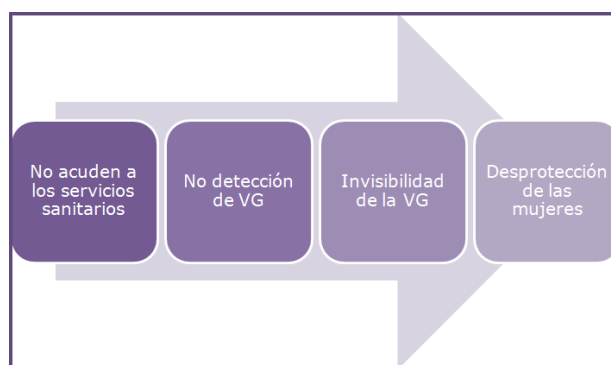 No acuden a
los servicios
sanitarios
No detección
de VG
Invisibilidad
de la VG
Desprotección
de las
mujeres